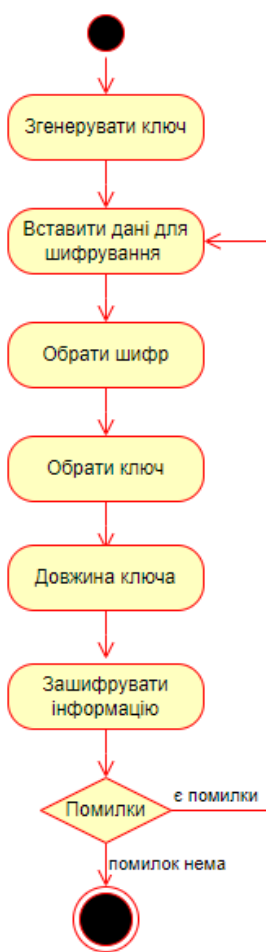 Згенерувати ключ
Вставити дані для
шифрування
Обрати шифр
Обрати ключ
Довжина ключа
Зашифрувати
інформацію
є помилки
Помилки
помилок нема